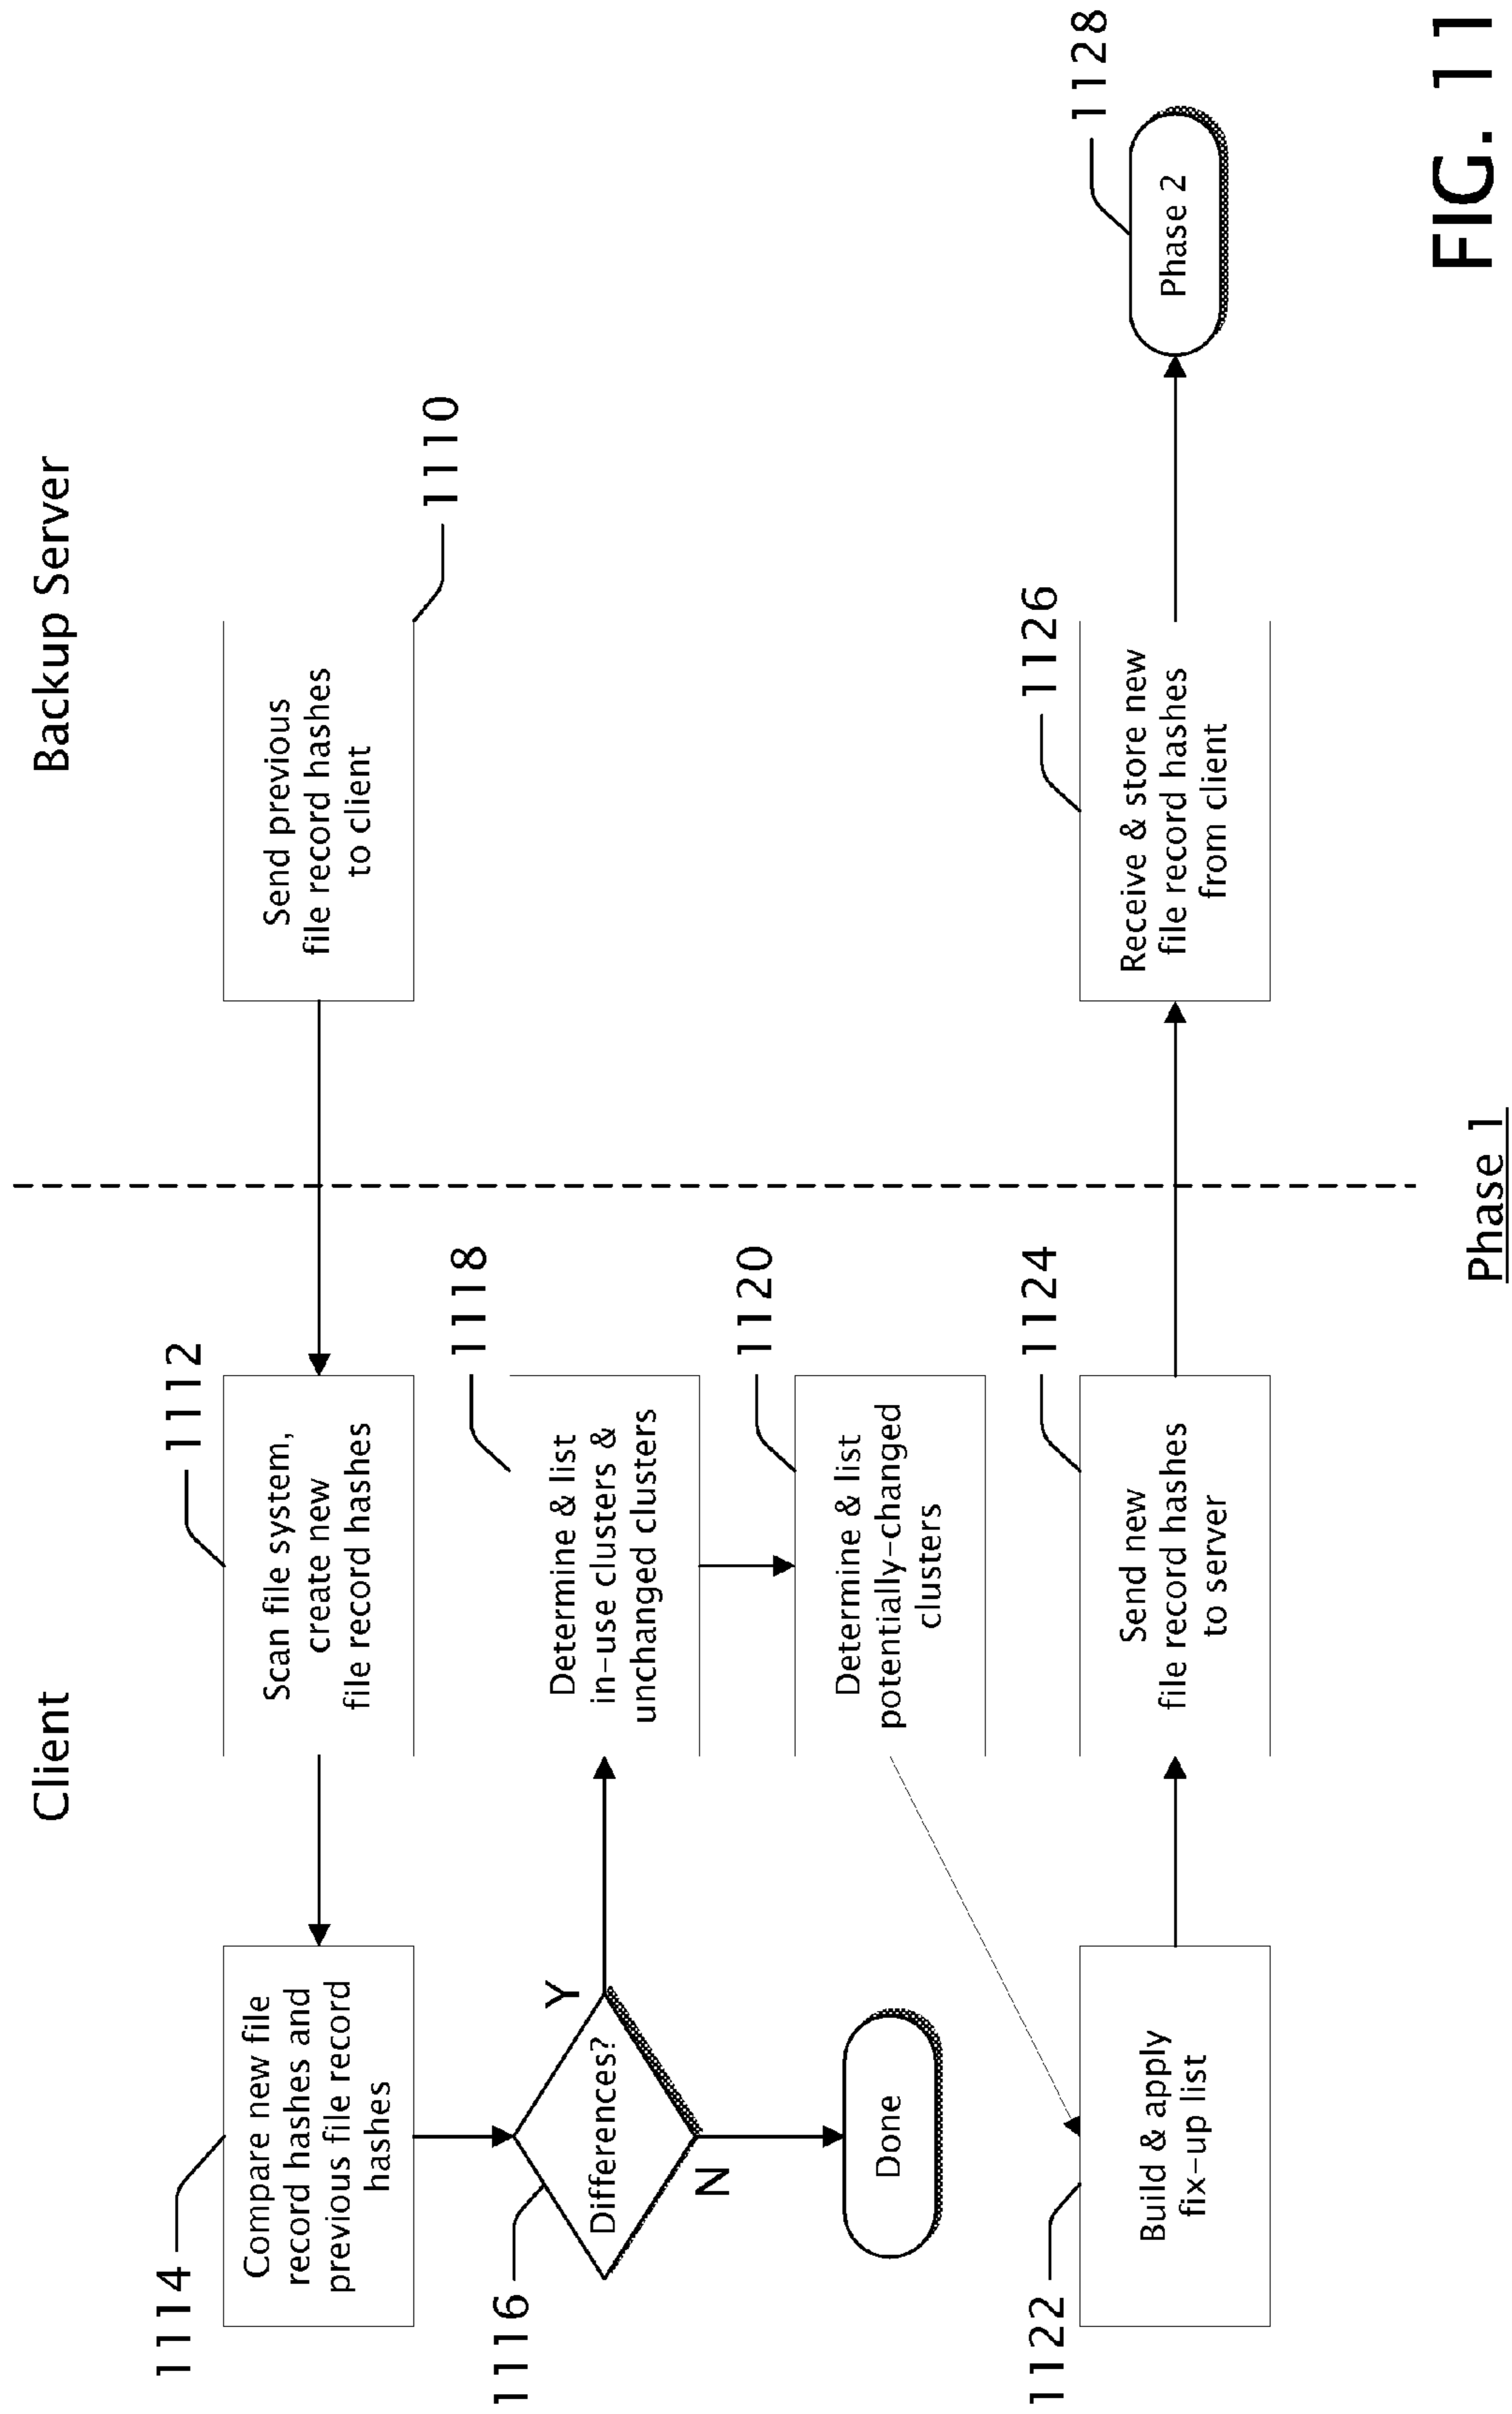 Client
Backup Server
1114
Compare new file
record hashes and
previous file record
hashes
1112
Scan file system,
create new
file record hashes
Send previous
file record hashes
to client
1110
1116
Differences?
Y
N
1118
Determine & list
in-use clusters &
unchanged clusters
Done
1120
Determine & list
potentially-changed
clusters
1122
Build & apply
fix-up list
1124
Send new
file record hashes
to server
1126
Receive & store new
file record hashes
from client
1128
Phase 2
Phase 1
FIG. 11